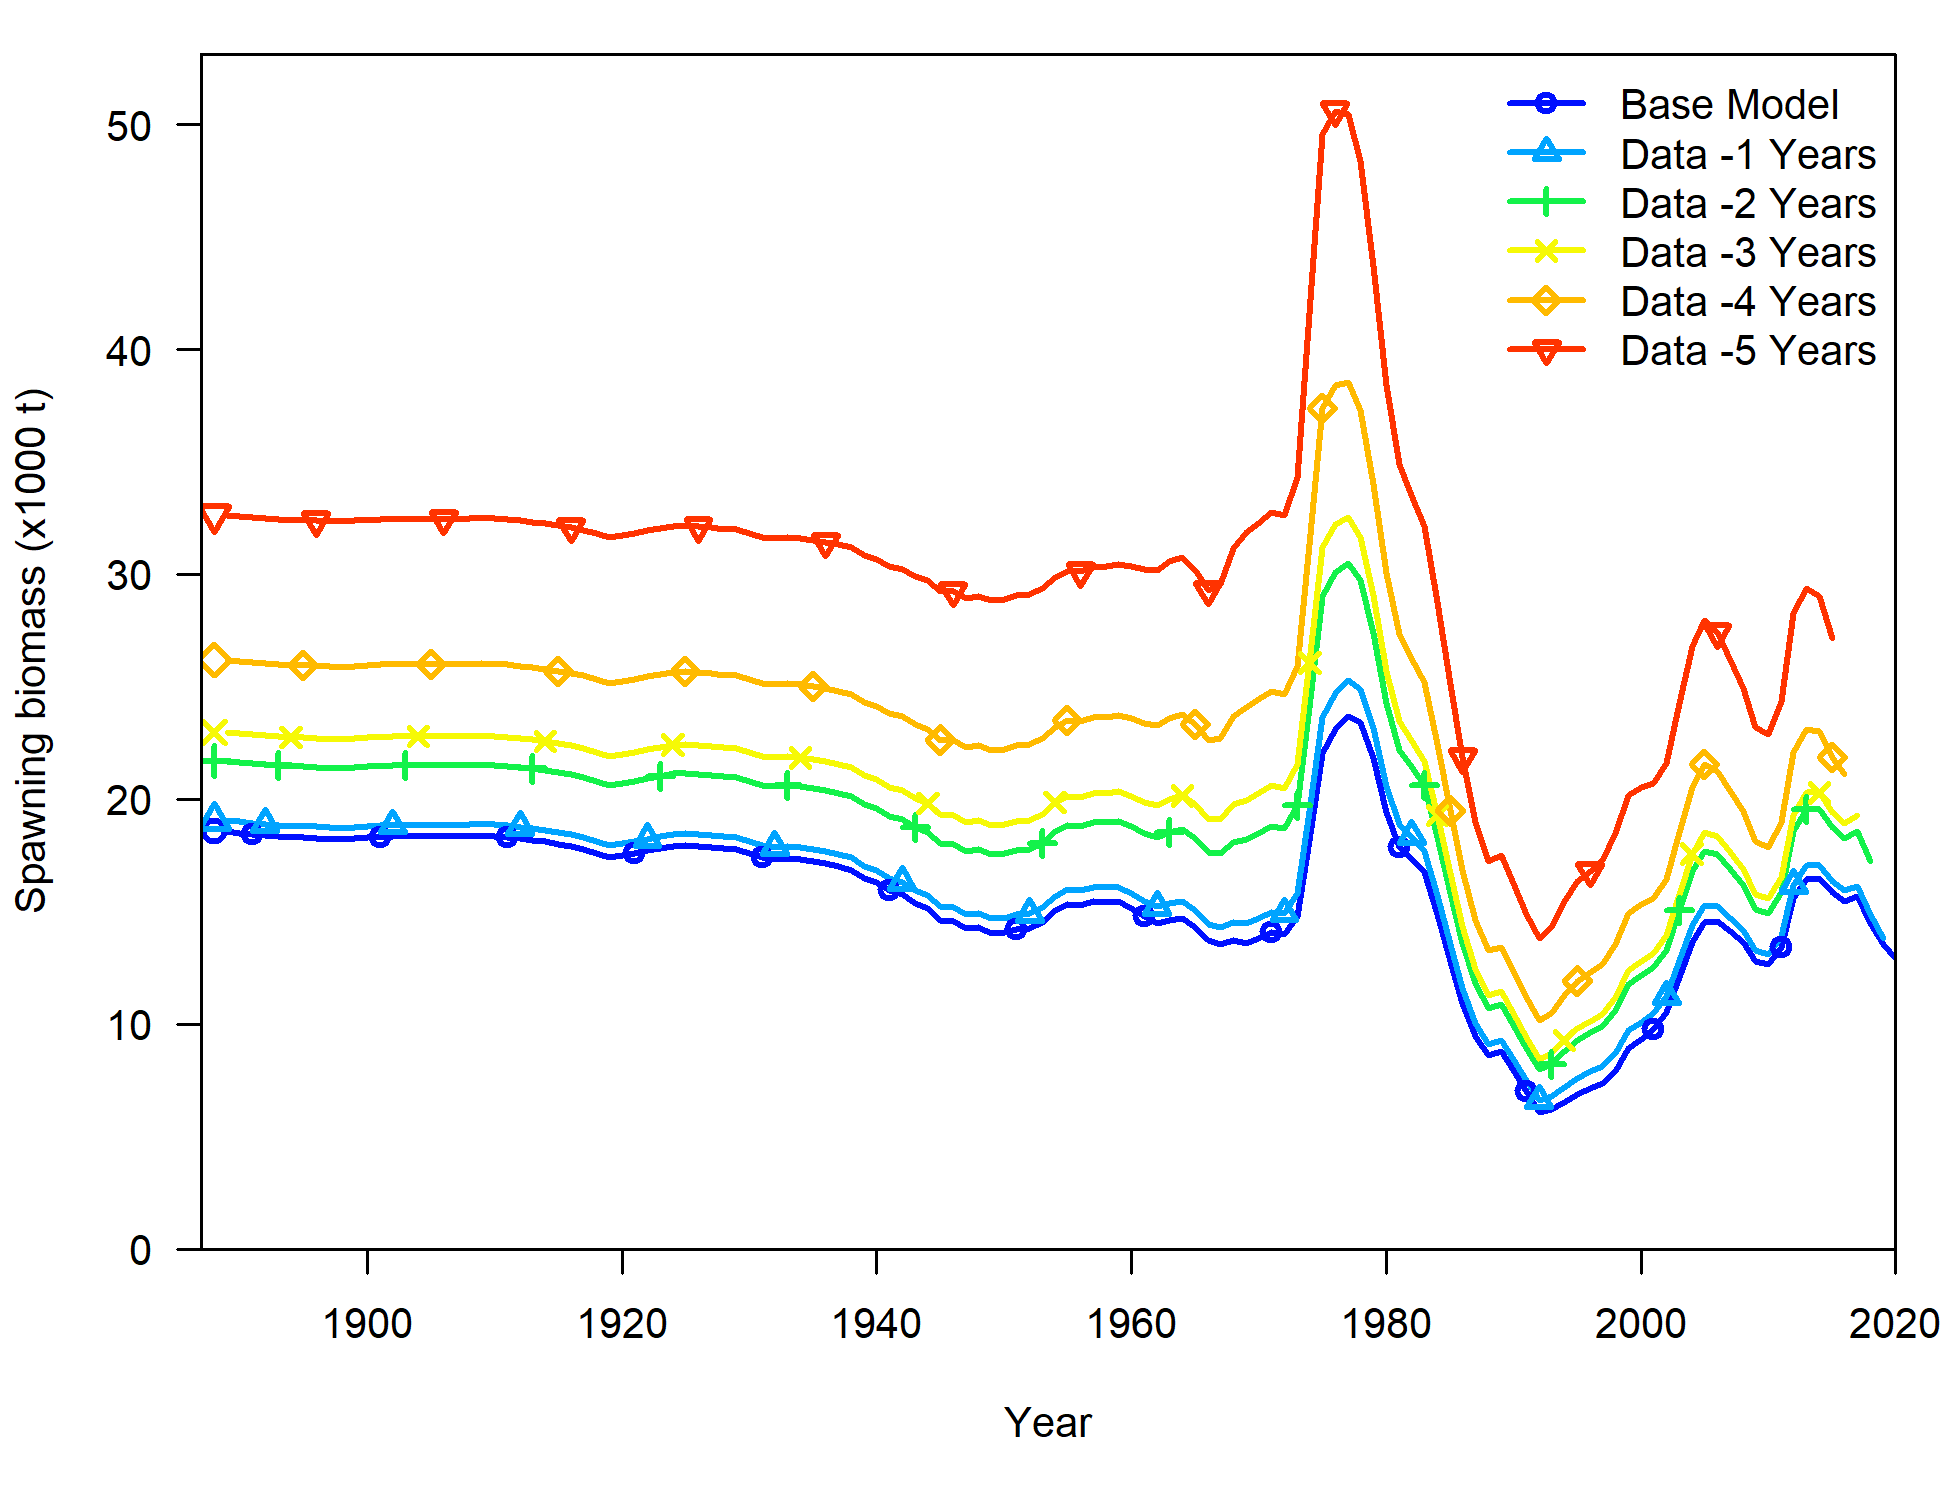 Base Model
Data -1 Years
Data -2 Years
Data -3 Years
Data -4 Years
Data -5 Years
Spawning biomass (x1000 t)
50
40
30
20
10
0
1900 1920 1940 1960 1980 2000 2020
Year